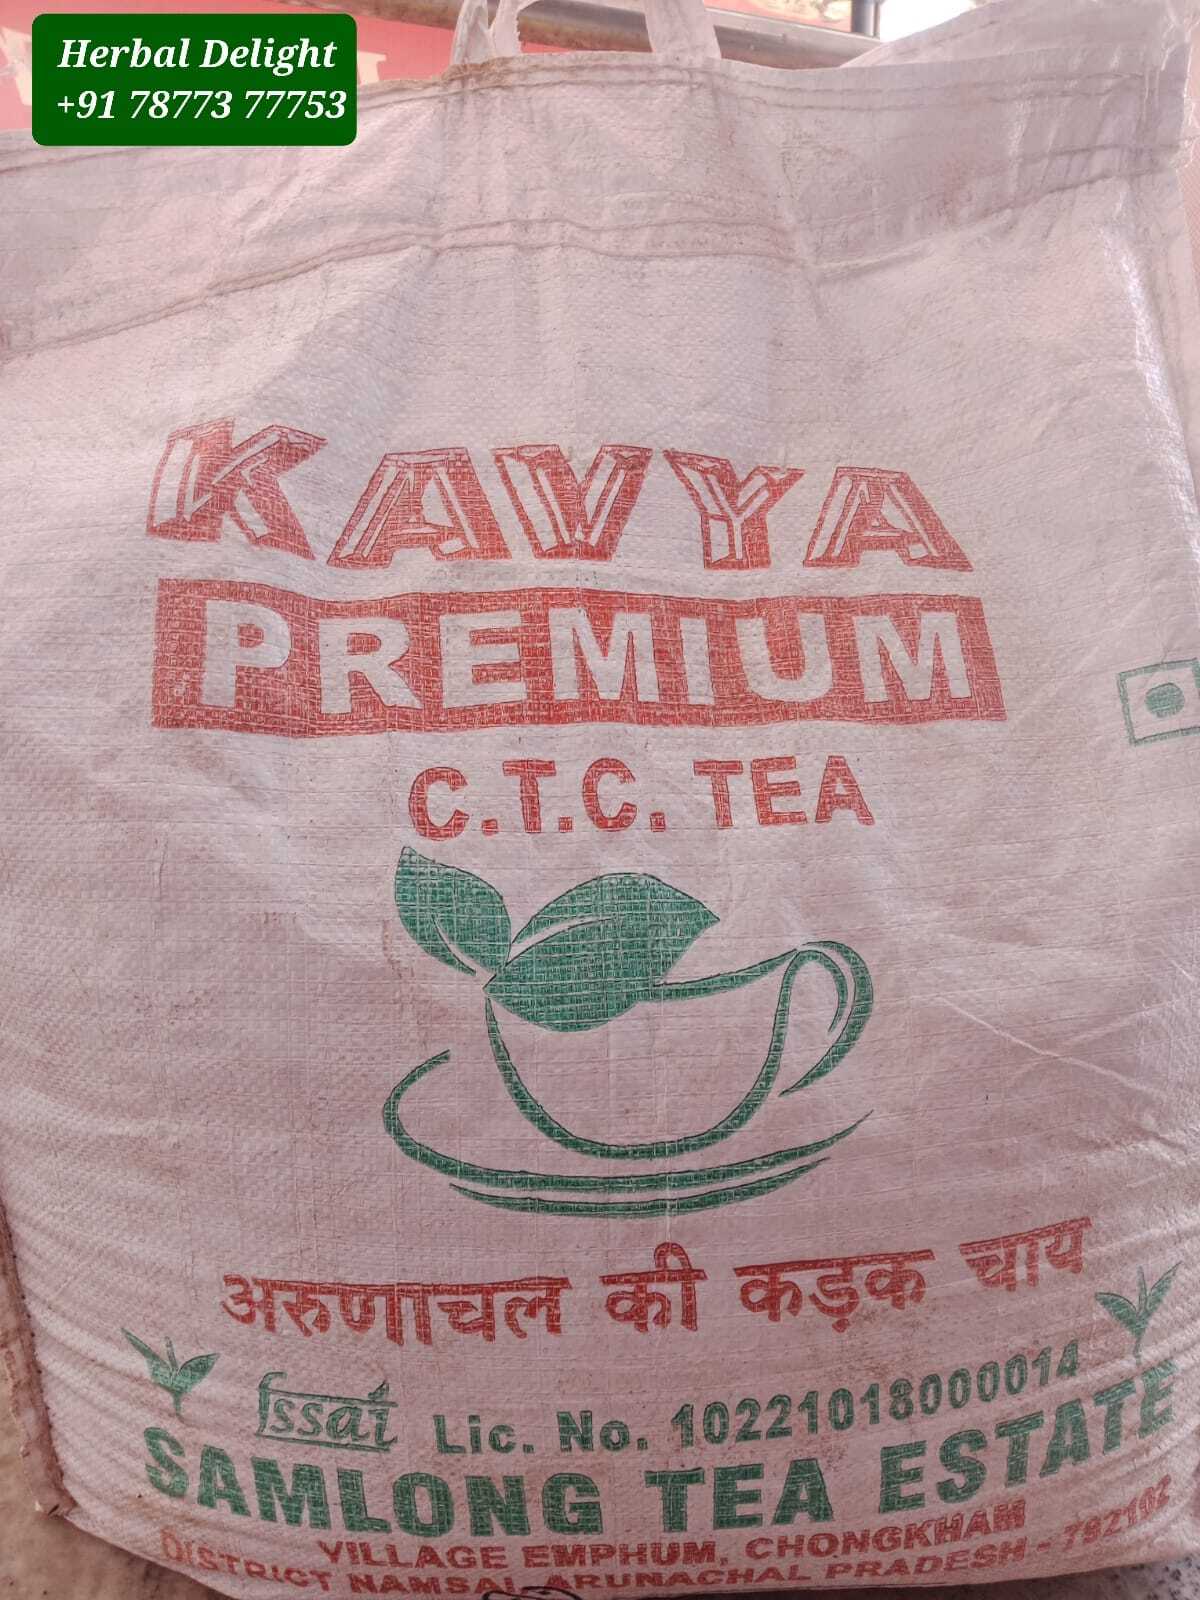 Herbal Delight
+91 78773 77753
KAVYA
PREMIUM
C.T.C. TEA
अरुणाचल की कड़क चाय
fssai Lic. No. 10221018000014
SAMLONG TEA ESTATE
VILLAGE EMPHUM, CHONGKHAM
DISTRICT NAMSAI, ARUNACHAL PRADESH - 792102